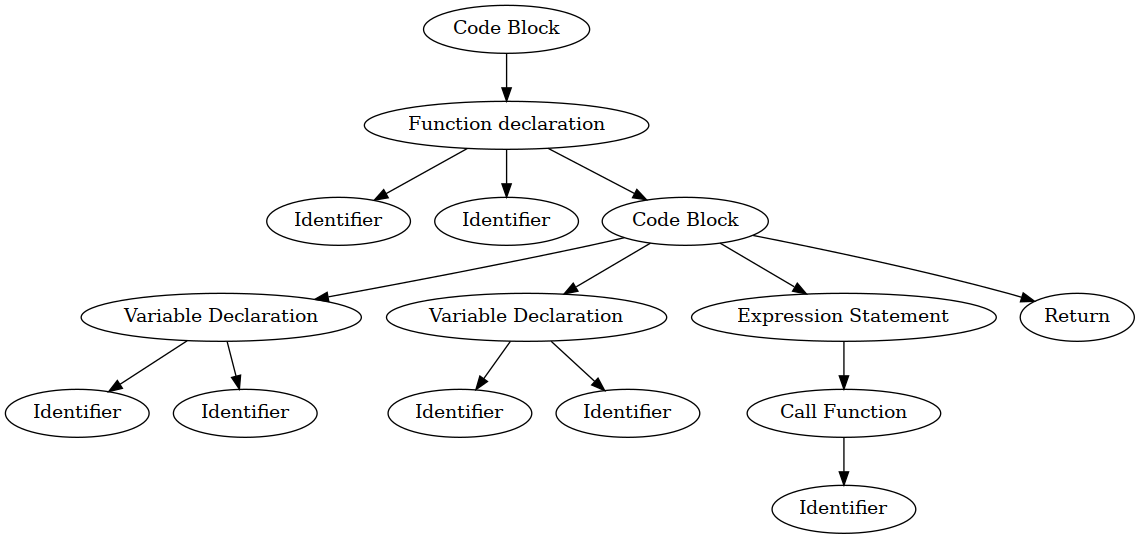 Code Block
Function declaration
Identifier
Identifier
Code Block
Variable Declaration
Variable Declaration
Expression Statement
Return
Identifier
Identifier
Identifier
Identifier
Call Function
Identifier